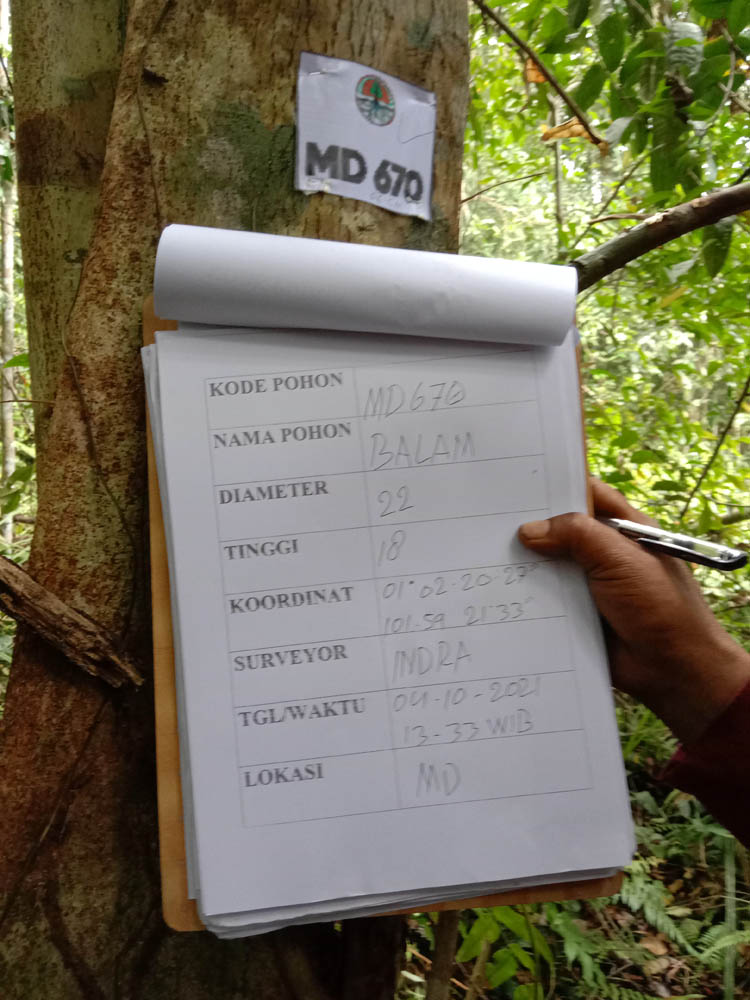 MD 670
KODE POHON MD670
NAMA POHON BALAM
DIAMETER 22
TINGGI 18
KOORDINAT 01° 02-20-27"
101-59 21'33"
SURVEYOR INDRA
TGL/WAKTU 04-10-2021
13-33 WIB
LOKASI MD